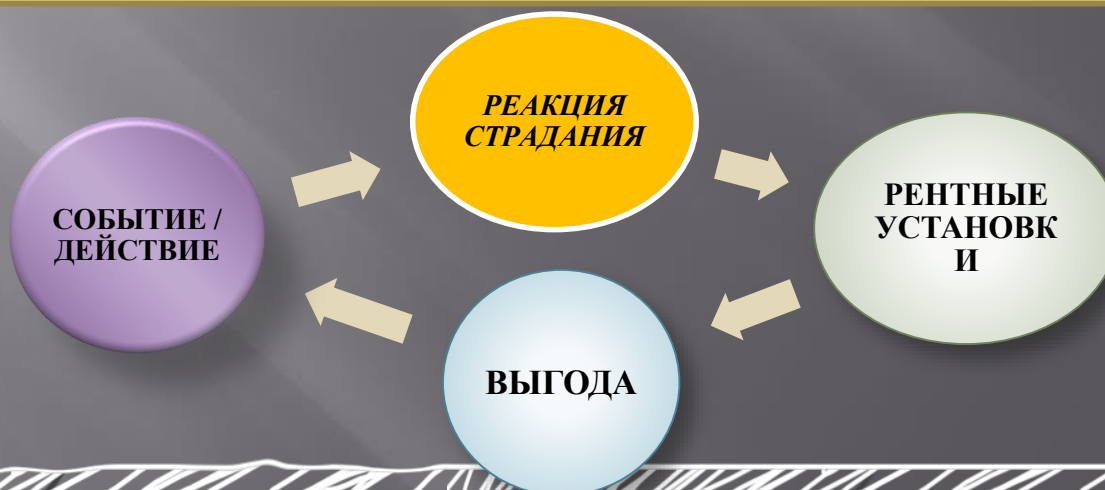 РЕАКЦИЯ
СТРАДАНИЯ
СОБЫТИЕ /
ДЕЙСТВИЕ
РЕНТНЫЕ
УСТАНОВК
И
ВЫГОДА